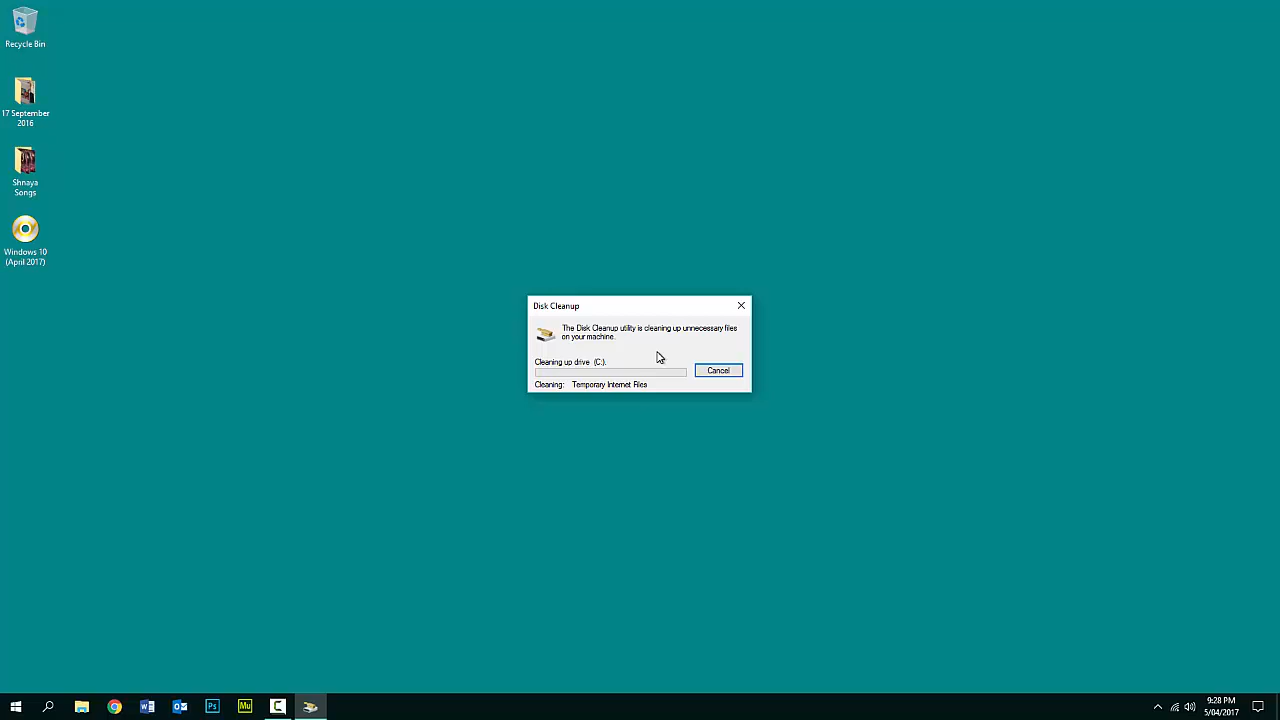 Recycle Bin
17 September
2016
Shnaya
Songs
Windows 10
(April 2017)
Disk Cleanup
The Disk Cleanup utility is cleaning up unnecessary files
on your machine.
Cleaning up drive (C:).
Cancel
Cleaning: Temporary Internet Files
W
O
Ps
Mu
C
9:28 PM
5/04/2017